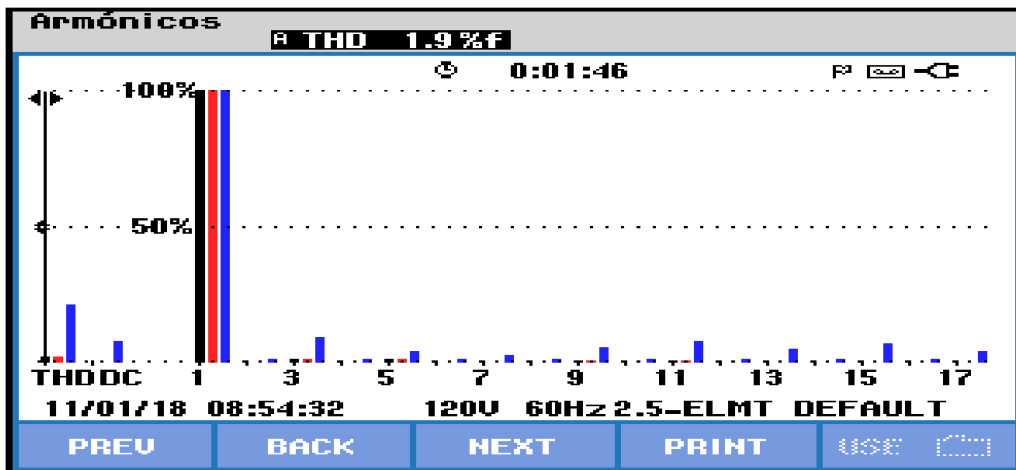 Armónicos
A THD 1.9%f
0:01:46
100%
50%
THD DC 1 3 5 7 9 11 13 15 17
11/01/18 08:54:32 120V 60Hz 2.5-ELMT DEFAULT
PREV BACK NEXT PRINT USE